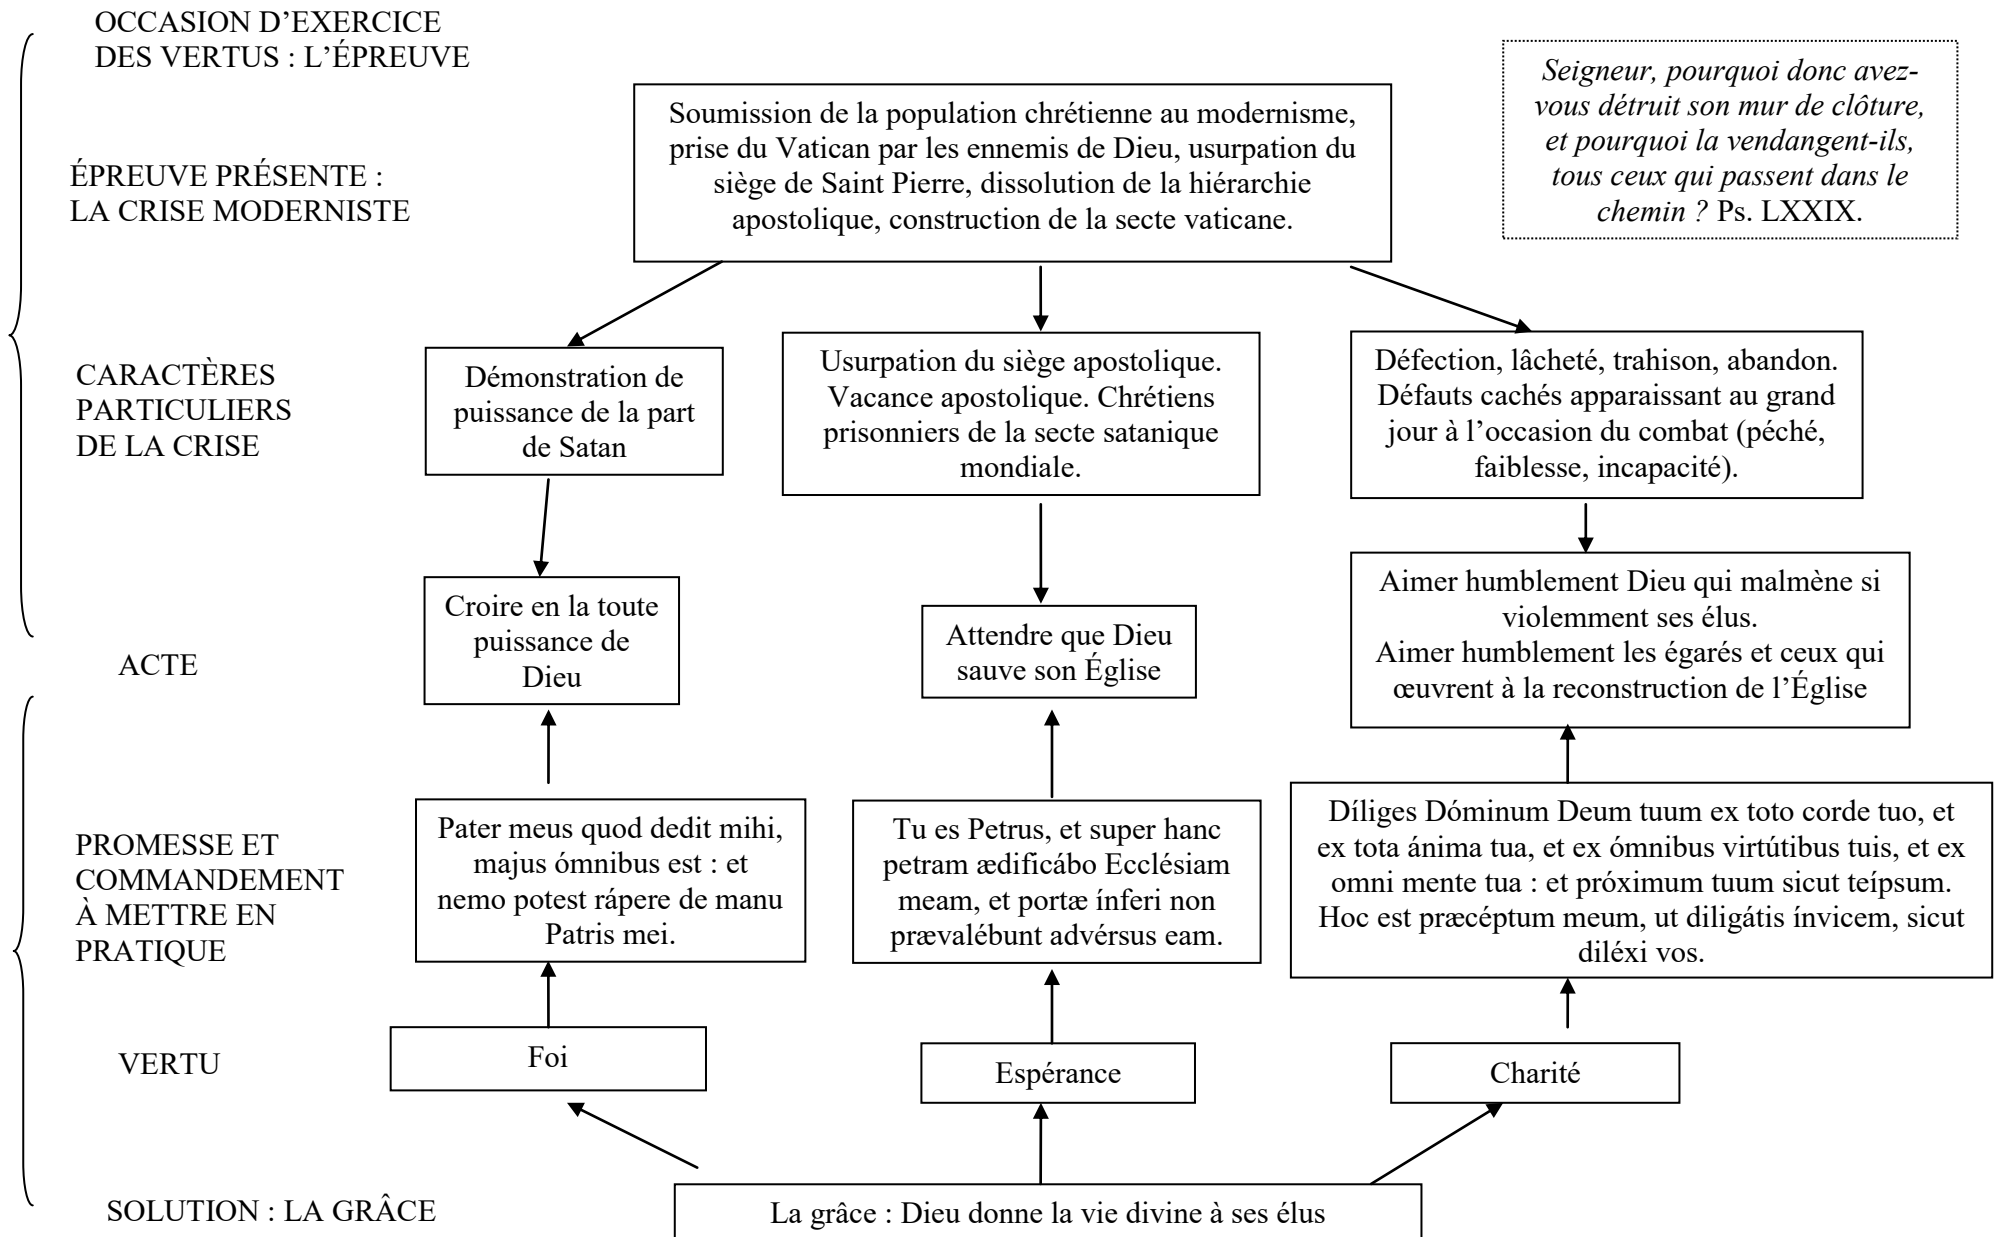 OCCASION D’EXERCICE
DES VERTUS : L’ÉPREUVE
Seigneur, pourquoi donc avez-
vous détruit son mur de clôture,
et pourquoi la vendangent-ils,
tous ceux qui passent dans le
chemin ? Ps. LXXIX.
ÉPREUVE PRÉSENTE :
LA CRISE MODERNISTE
Soumission de la population chrétienne au modernisme,
prise du Vatican par les ennemis de Dieu, usurpation du
siège de Saint Pierre, dissolution de la hiérarchie
apostolique, construction de la secte vaticane.
CARACTÈRES
PARTICULIERS
DE LA CRISE
Démonstration de
puissance de la part
de Satan
Usurpation du siège apostolique.
Vacance apostolique. Chrétiens
prisonniers de la secte satanique
mondiale.
Défection, lâcheté, trahison, abandon.
Défauts cachés apparaissant au grand
jour à l’occasion du combat (péché,
faiblesse, incapacité).
ACTE
Croire en la toute
puissance de
Dieu
Attendre que Dieu
sauve son Église
Aimer humblement Dieu qui malmène si
violemment ses élus.
Aimer humblement les égarés et ceux qui
œuvrent à la reconstruction de l’Église
PROMESSE ET
COMMANDEMENT
À METTRE EN
PRATIQUE
Pater meus quod dedit mihi,
majus ómnibus est : et
nemo potest rápere de manu
Patris mei.
Tu es Petrus, et super hanc
petram ædificábo Ecclésiam
meam, et portæ ínferi non
prævalébunt advérsus eam.
Díliges Dóminum Deum tuum ex toto corde tuo, et
ex tota ánima tua, et ex ómnibus virtútibus tuis, et ex
omni mente tua : et próximum tuum sicut teípsum.
Hoc est præcéptum meum, ut diligátis ínvicem, sicut
diléxi vos.
VERTU
Foi
Espérance
Charité
SOLUTION : LA GRÂCE
La grâce : Dieu donne la vie divine à ses élus